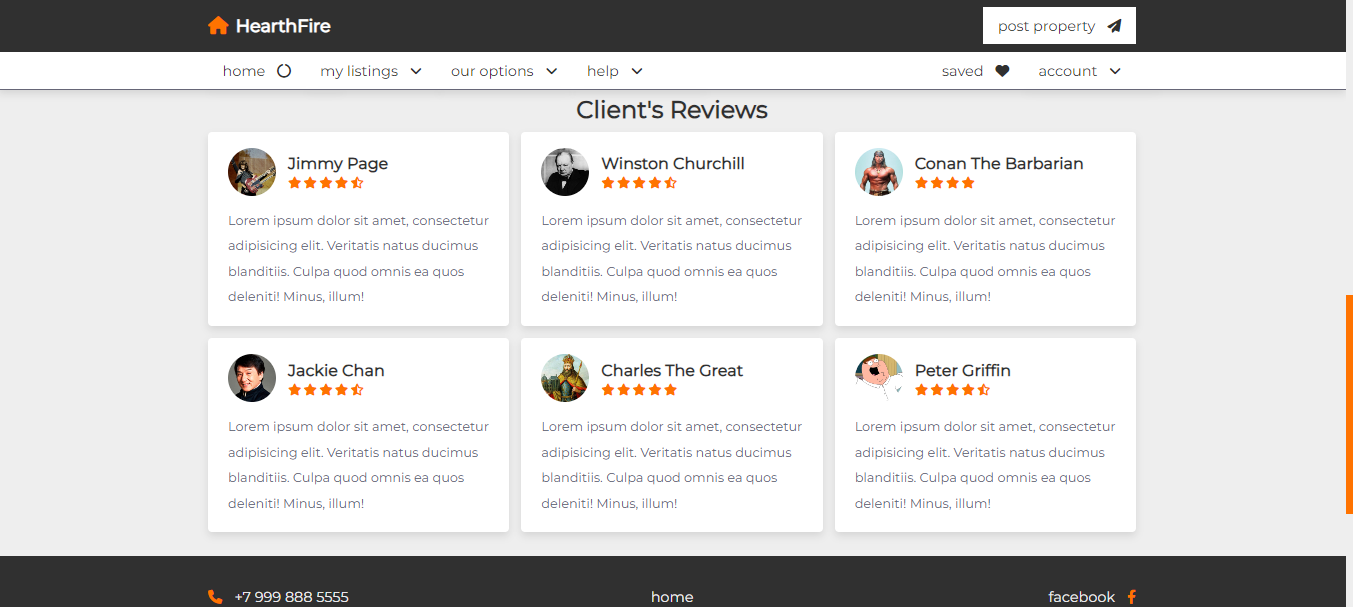 HearthFire
post property
home
my listings
our options
help
saved
account
Client's Reviews
Jimmy Page
Lorem ipsum dolor sit amet, consectetur
adipisicing elit. Veritatis natus ducimus
blanditiis. Culpa quod omnis ea quos
deleniti! Minus, illum!
Winston Churchill
Lorem ipsum dolor sit amet, consectetur
adipisicing elit. Veritatis natus ducimus
blanditiis. Culpa quod omnis ea quos
deleniti! Minus, illum!
Conan The Barbarian
Lorem ipsum dolor sit amet, consectetur
adipisicing elit. Veritatis natus ducimus
blanditiis. Culpa quod omnis ea quos
deleniti! Minus, illum!
Jackie Chan
Lorem ipsum dolor sit amet, consectetur
adipisicing elit. Veritatis natus ducimus
blanditiis. Culpa quod omnis ea quos
deleniti! Minus, illum!
Charles The Great
Lorem ipsum dolor sit amet, consectetur
adipisicing elit. Veritatis natus ducimus
blanditiis. Culpa quod omnis ea quos
deleniti! Minus, illum!
Peter Griffin
Lorem ipsum dolor sit amet, consectetur
adipisicing elit. Veritatis natus ducimus
blanditiis. Culpa quod omnis ea quos
deleniti! Minus, illum!
+7 999 888 5555
home
facebook